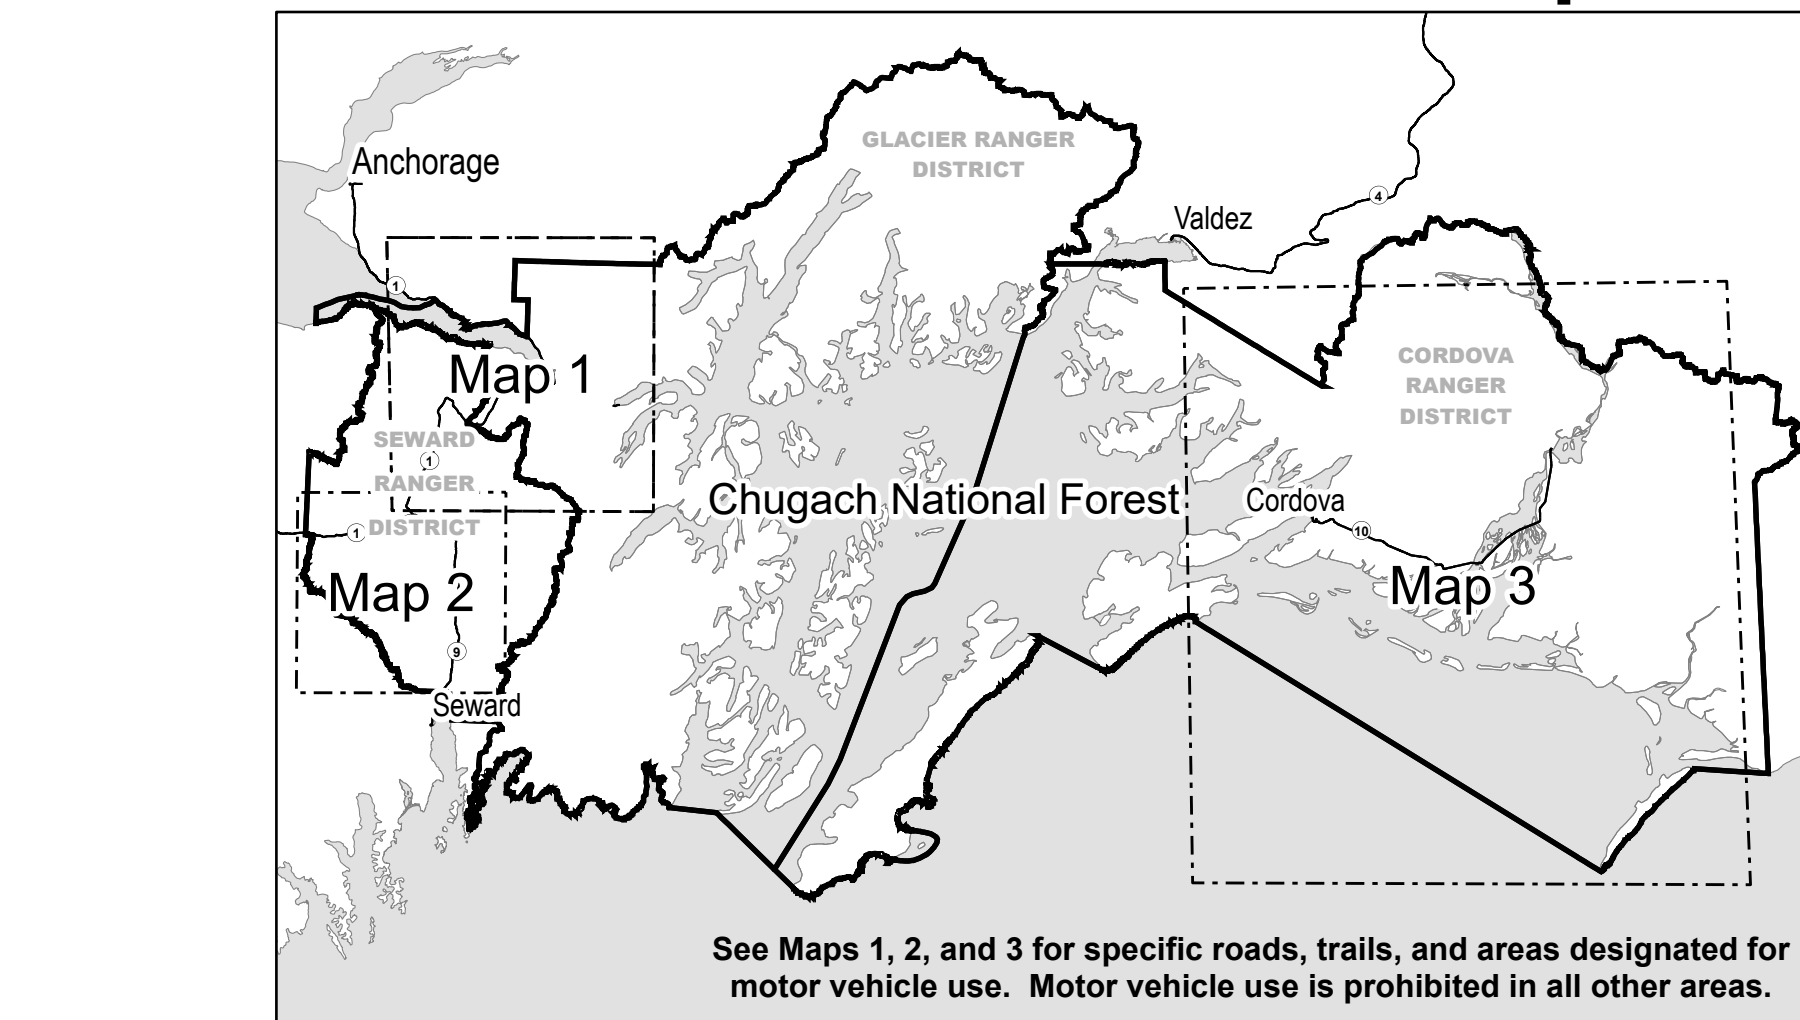 GLACIER RANGER
DISTRICT
Anchorage
4
Valdez
1
Map 1
CORDOVA
RANGER
DISTRICT
SEWARD
1
RANGER
Chugach National Forest
Cordova
1
DISTRICT
10
Map 2
Map 3
9
Seward
See Maps 1, 2, and 3 for specific roads, trails, and areas designated for
motor vehicle use.  Motor vehicle use is prohibited in all other areas.